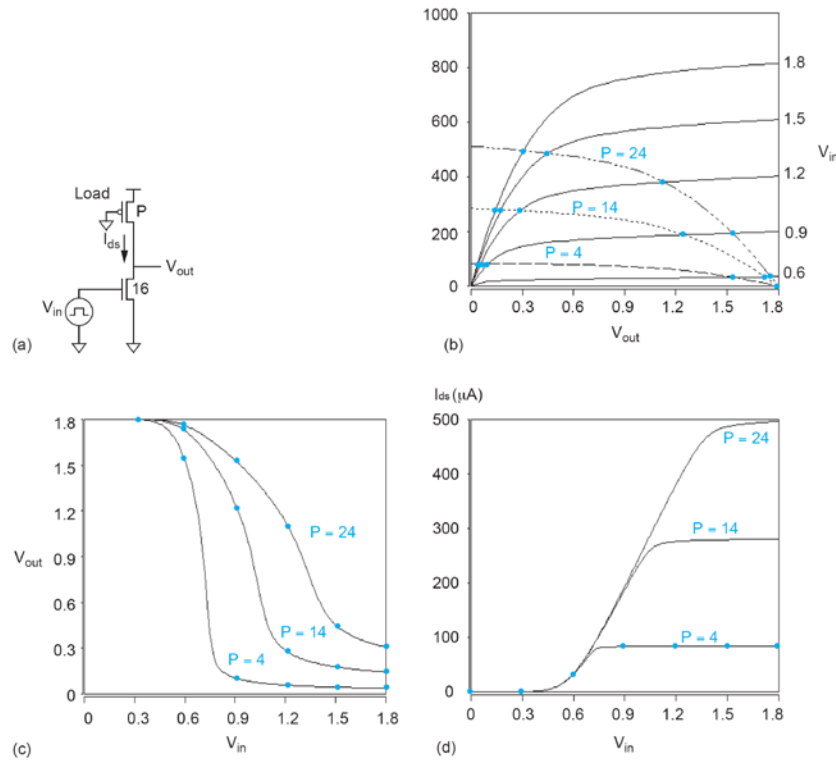 Load
P
Ids
Vout
16
Vin
(a)
1000
800
600
400
200
0
P = 24
P = 14
P = 4
1.8
1.5
Vin
1.2
0.9
0.6
0 0.3 0.6 0.9 1.2 1.5 1.8
Vout
(b)
1.8
1.5
1.2
Vout 0.9
0.6
0.3
0
P = 24
P = 14
P = 4
0 0.3 0.6 0.9 1.2 1.5 1.8
Vin
(c)
Ids (μA)
500
400
300
200
100
0
P = 24
P = 14
P = 4
0 0.3 0.6 0.9 1.2 1.5 1.8
Vin
(d)